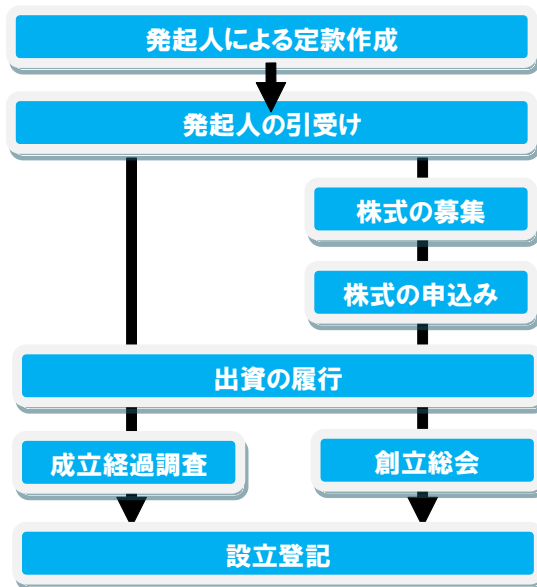 発起人による定款作成
発起人の引受け
株式の募集
株式の申込み
出資の履行
成立経過調査
創立総会
設立登記